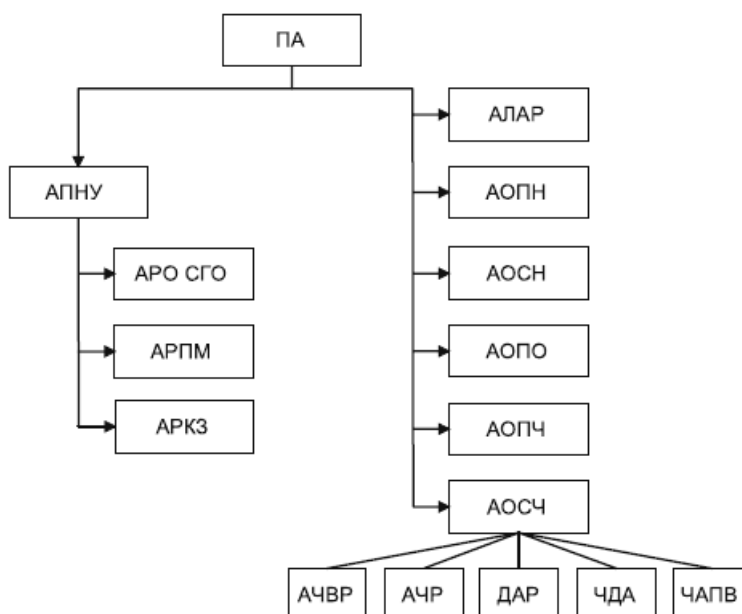 ПА
АЛАР
АПНУ
АОПН
АРО СГО
АОСН
АРПМ
АОПО
АРКЗ
АОПЧ
АОСЧ
АЧВР
АЧР
ДАР
ЧДА
ЧАПВ